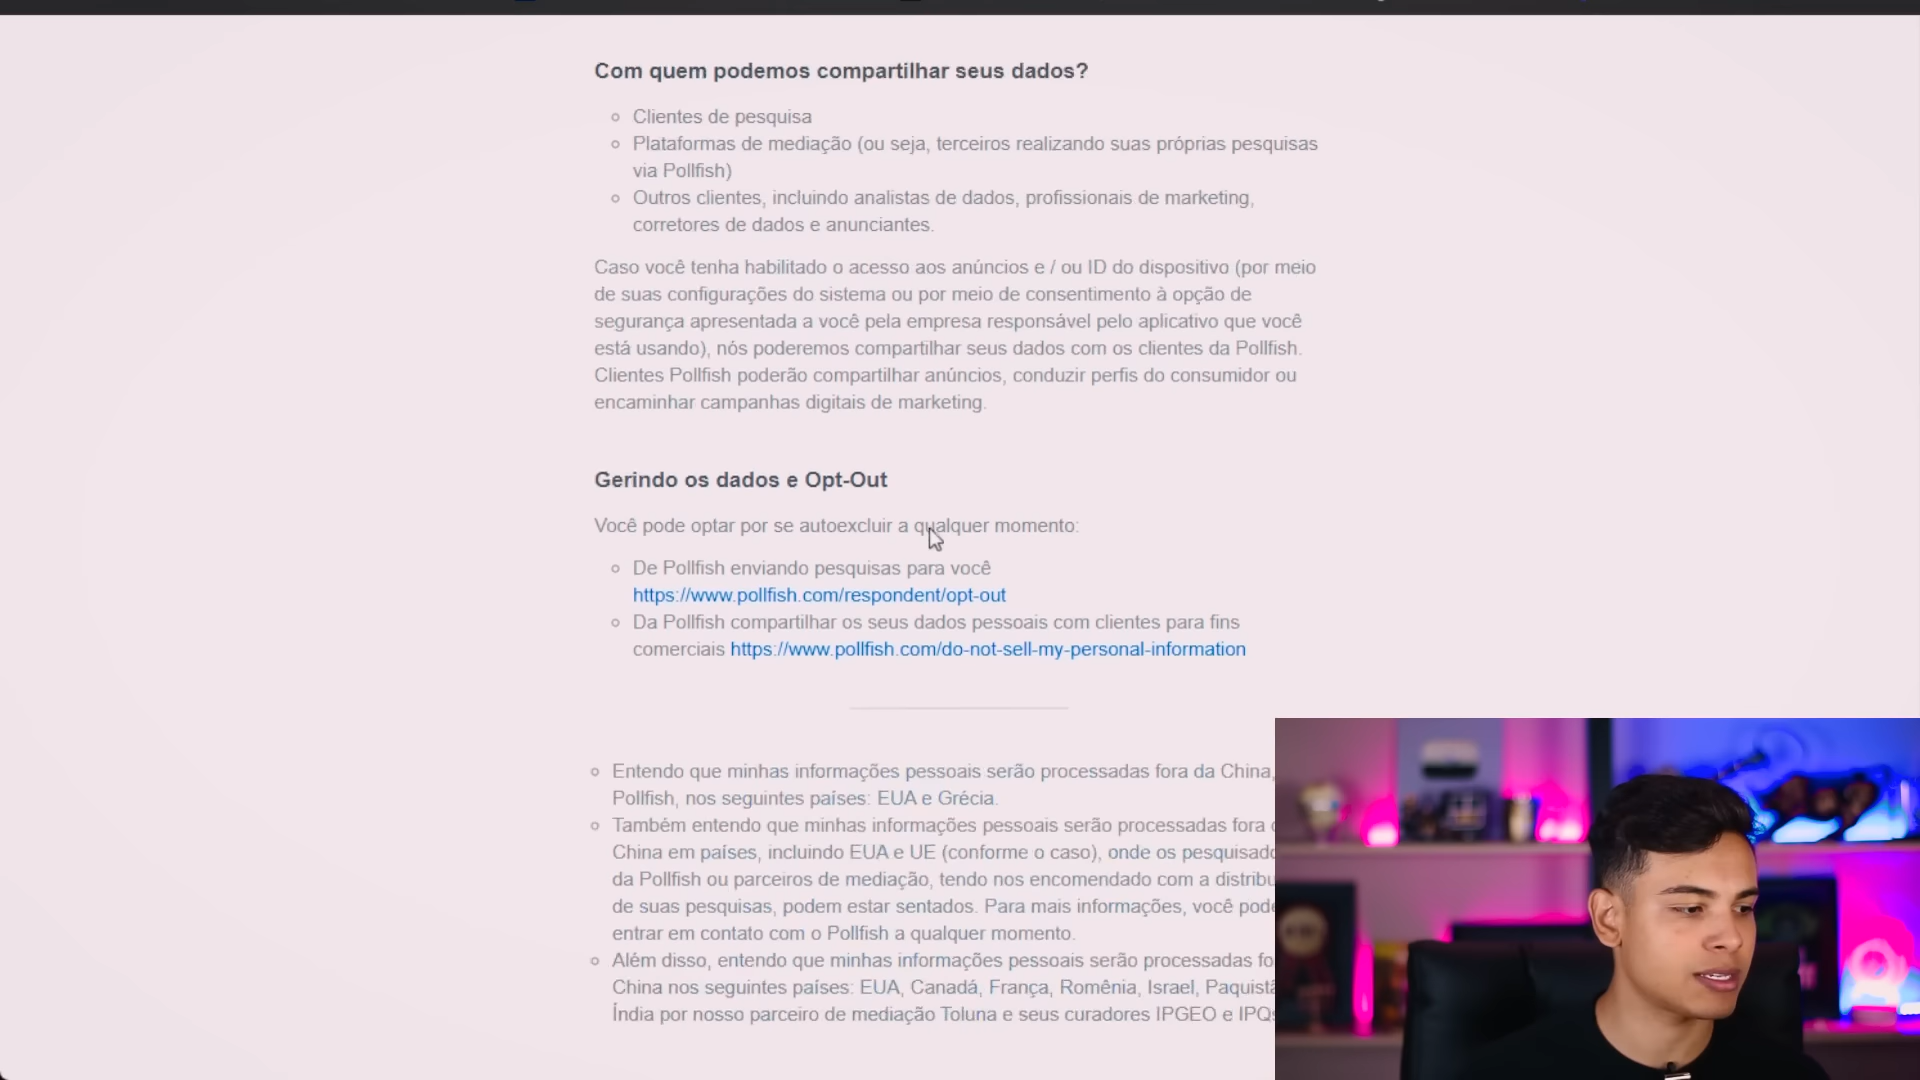 Com quem podemos compartilhar seus dados?
Clientes de pesquisa
Plataformas de mediação (ou seja, terceiros realizando suas próprias pesquisas
via Pollfish)
Outros clientes, incluindo analistas de dados, profissionais de marketing,
corretores de dados e anunciantes.
Caso você tenha habilitado o acesso aos anúncios e / ou ID do dispositivo (por meio
de suas configurações do sistema ou por meio de consentimento à opção de
segurança apresentada a você pela empresa responsável pelo aplicativo que você
está usando), nós poderemos compartilhar seus dados com os clientes da Pollfish.
Clientes Pollfish poderão compartilhar anúncios, conduzir perfis do consumidor ou
encaminhar campanhas digitais de marketing.
Gerindo os dados e Opt-Out
Você pode optar por se autoexcluir a qualquer momento:
De Pollfish enviando pesquisas para você
https://www.pollfish.com/respondent/opt-out
Da Pollfish compartilhar os seus dados pessoais com clientes para fins
comerciais https://www.pollfish.com/do-not-sell-my-personal-information
Entendo que minhas informações pessoais serão processadas fora da China,
Pollfish, nos seguintes países: EUA e Grécia.
Também entendo que minhas informações pessoais serão processadas fora
China em países, incluindo EUA e UE (conforme o caso), onde os
da Pollfish ou parceiros de mediação, tendo nos encomendado com a
de suas pesquisas, podem estar sentados. Para mais informações, você
entrar em contato com o Pollfish a qualquer momento.
Além disso, entendo que minhas informações pessoais serão processadas
China nos seguintes países: EUA, Canadá, França, Romênia, Israel,
Índia por nosso parceiro de mediação Toluna e seus curadores IPGEO e